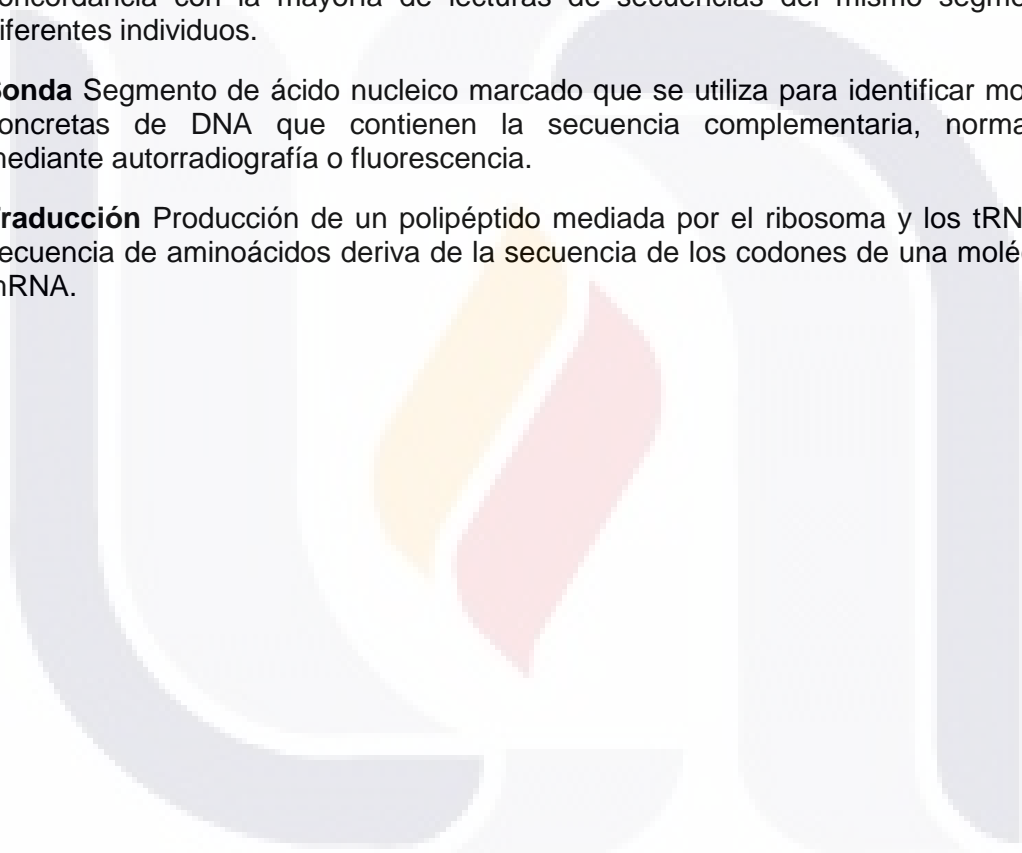 oncordancia con la mayoría de lecturas de secuencias del mismo segme
iferentes individuos.
onda Segmento de ácido nucleico marcado que se utiliza para identificar mo
oncretas de DNA que contienen la secuencia complementaria, norma
mediante autorradiografía o fluorescencia.
raducción Producción de un polipéptido mediada por el ribosoma y los tRN
ecuencia de aminoácidos deriva de la secuencia de los codones de una molé
mRNA.